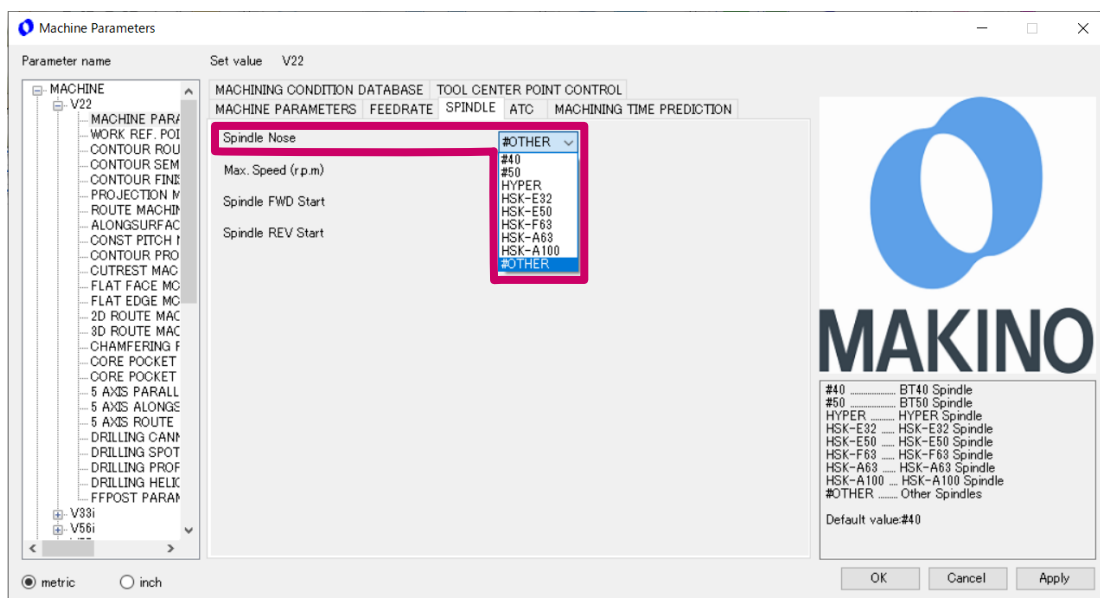 Machine Parameters
Parameter name
Set value V22
MACHINE
V22
MACHINE PARA
WORK REF. POI
CONTOUR ROU
CONTOUR SEM
CONTOUR FINIS
PROJECTION M
ROUTE MACHIN
ALONGSURFAC
CONST PITCH
CONTOUR PRO
CUTREST MAC
FLAT FACE MC
FLAT EDGE MC
2D ROUTE MAC
3D ROUTE MAC
CHAMFERING F
CORE POCKET
CORE POCKET
5 AXIS PARALL
5 AXIS ALONGS
5 AXIS ROUTE
DRILLING CANN
DRILLING SPOT
DRILLING PROF
DRILLING HELIC
FFPOST PARAM
V33i
V56i
MACHINING CONDITION DATABASE TOOL CENTER POINT CONTROL
MACHINE PARAMETERS FEEDRATE SPINDLE ATC MACHINING TIME PREDICTION
Spindle Nose #OTHER
Max. Speed (r.p.m)
Spindle FWD Start
Spindle REV Start
#40
#50
HYPER
HSK-E32
HSK-E50
HSK-F63
HSK-A63
HSK-A100
#OTHER
MAKINO
#40 ............ BT40 Spindle
#50 ............ BT50 Spindle
HYPER ...... HYPER Spindle
HSK-E32 ... HSK-E32 Spindle
HSK-E50 ... HSK-E50 Spindle
HSK-F63 ... HSK-F63 Spindle
HSK-A63 ... HSK-A63 Spindle
HSK-A100 .. HSK-A100 Spindle
#OTHER ..... Other Spindles
Default value:#40
metric inch
OK Cancel Apply